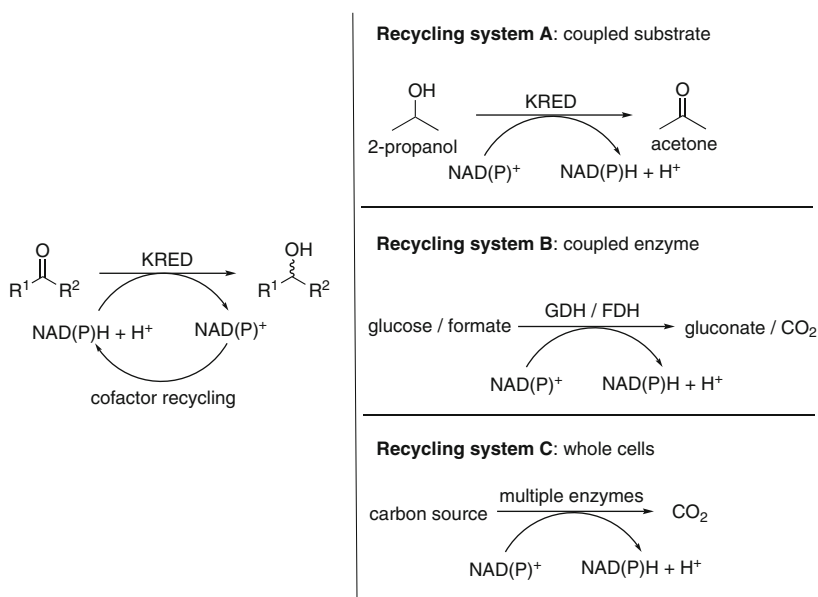 O
KRED
OH
R¹ R²
R¹ R²
NAD(P)H + H⁺
NAD(P)⁺
cofactor recycling
Recycling system A: coupled substrate
OH
KRED
O
2-propanol
acetone
NAD(P)⁺
NAD(P)H + H⁺
Recycling system B: coupled enzyme
GDH / FDH
glucose / formate
gluconate / CO₂
NAD(P)⁺
NAD(P)H + H⁺
Recycling system C: whole cells
multiple enzymes
carbon source
CO₂
NAD(P)⁺
NAD(P)H + H⁺